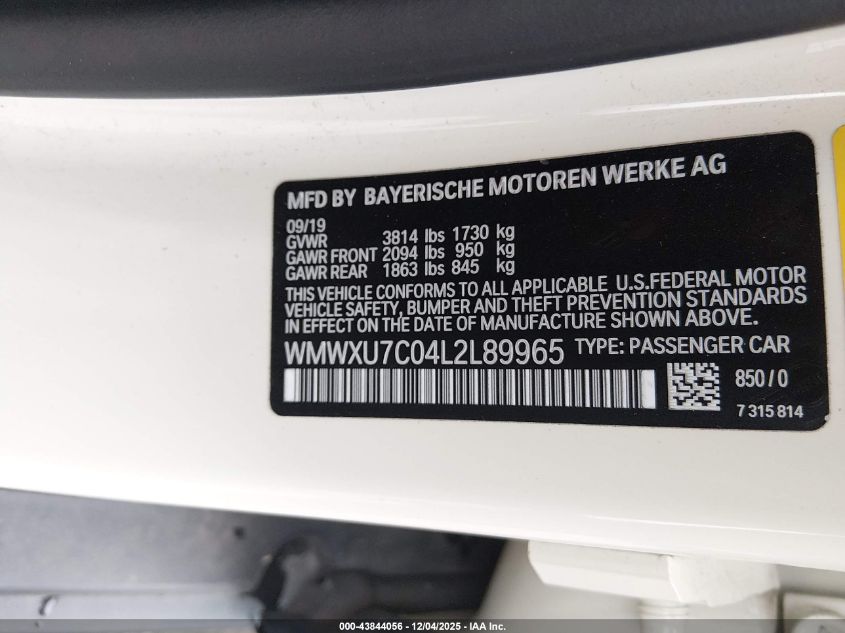 MFD BY BAYERISCHE MOTOREN WERKE AG
09/19
GVWR 3814 lbs 1730 kg
GAWR FRONT 2094 lbs 950 kg
GAWR REAR 1863 lbs 845 kg
THIS VEHICLE CONFORMS TO ALL APPLICABLE U.S.FEDERAL MOTOR
VEHICLE SAFETY, BUMPER AND THEFT PREVENTION STANDARDS
IN EFFECT ON THE DATE OF MANUFACTURE SHOWN ABOVE.
WMWXU7C04L2L89965 TYPE: PASSENGER CAR
850/0
7 315 814
000-43844056 - 12/04/2025 - IAA Inc.